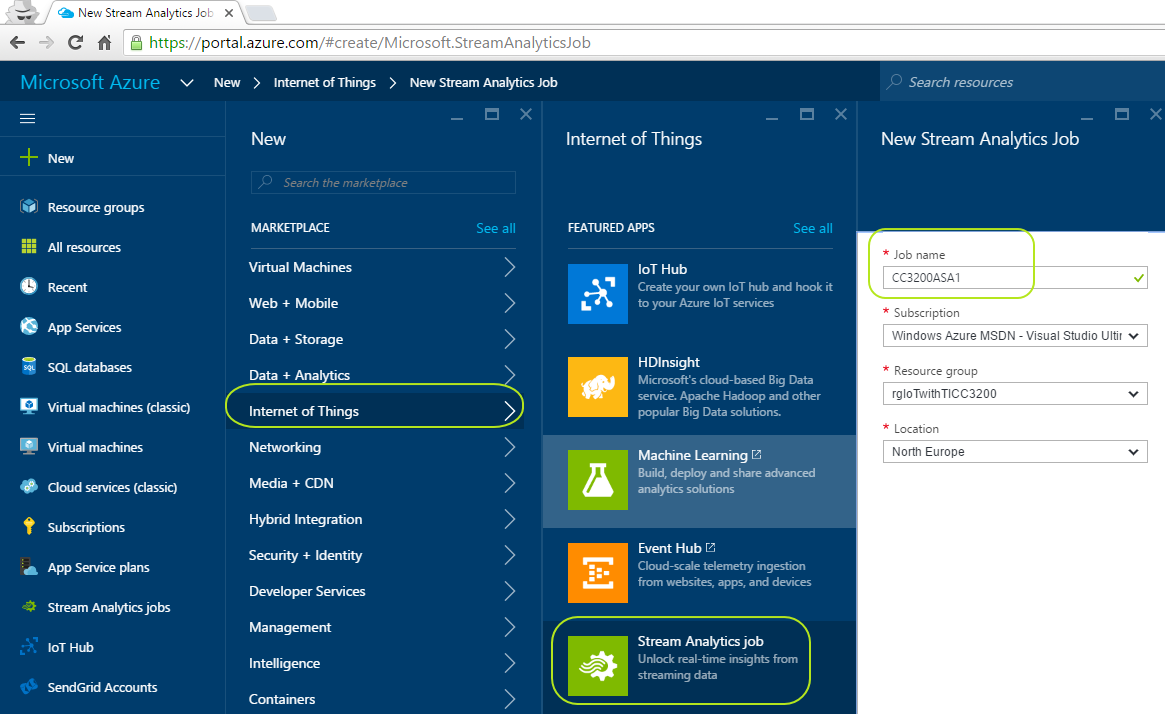 New Stream Analytics Job
https://portal.azure.com/#create/Microsoft.StreamAnalyticsJob
Microsoft Azure New Internet of Things New Stream Analytics Job Search resources
New
Resource groups
All resources
Recent
App Services
SQL databases
Virtual machines (classic)
Virtual machines
Cloud services (classic)
Subscriptions
App Service plans
Stream Analytics jobs
IoT Hub
SendGrid Accounts
New
Search the marketplace
MARKETPLACE See all
Virtual Machines
Web + Mobile
Data + Storage
Data + Analytics
Internet of Things
Networking
Media + CDN
Hybrid Integration
Security + Identity
Developer Services
Management
Intelligence
Containers
Internet of Things
FEATURED APPS See all
IoT Hub
Create your own IoT hub and hook it
to your Azure IoT services
HDInsight
Microsoft's cloud-based Big Data
service. Apache Hadoop and other
popular Big Data solutions.
Machine Learning
Build, deploy and share advanced
analytics solutions
Event Hub
Cloud-scale telemetry ingestion
from websites, apps, and devices
Stream Analytics job
Unlock real-time insights from
streaming data
New Stream Analytics Job
* Job name
CC3200ASA1
* Subscription
Windows Azure MSDN - Visual Studio Ulti
* Resource group
rgIoTwithTICC3200
* Location
North Europe